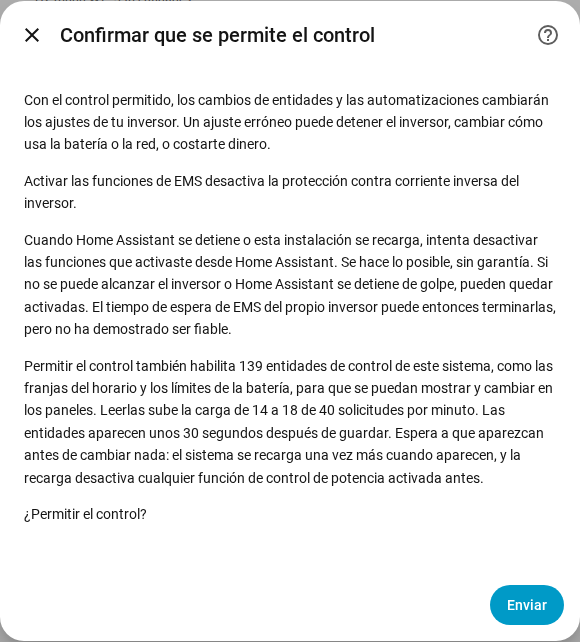 Confirmar que se permite el control
Con el control permitido, los cambios de entidades y las automatizaciones cambiarán
los ajustes de tu inversor. Un ajuste erróneo puede detener el inversor, cambiar cómo
usa la batería o la red, o costarte dinero.
Activar las funciones de EMS desactiva la protección contra corriente inversa del
inversor.
Cuando Home Assistant se detiene o esta instalación se recarga, intenta desactivar
las funciones que activaste desde Home Assistant. Se hace lo posible, sin garantía. Si
no se puede alcanzar el inversor o Home Assistant se detiene de golpe, pueden quedar
activadas. El tiempo de espera de EMS del propio inversor puede entonces terminarlas,
pero no ha demostrado ser fiable.
Permitir el control también habilita 139 entidades de control de este sistema, como las
franjas del horario y los límites de la batería, para que se puedan mostrar y cambiar en
los paneles. Leerlas sube la carga de 14 a 18 de 40 solicitudes por minuto. Las
entidades aparecen unos 30 segundos después de guardar. Espera a que aparezcan
antes de cambiar nada: el sistema se recarga una vez más cuando aparecen, y la
recarga desactiva cualquier función de control de potencia activada antes.
¿Permitir el control?
Enviar